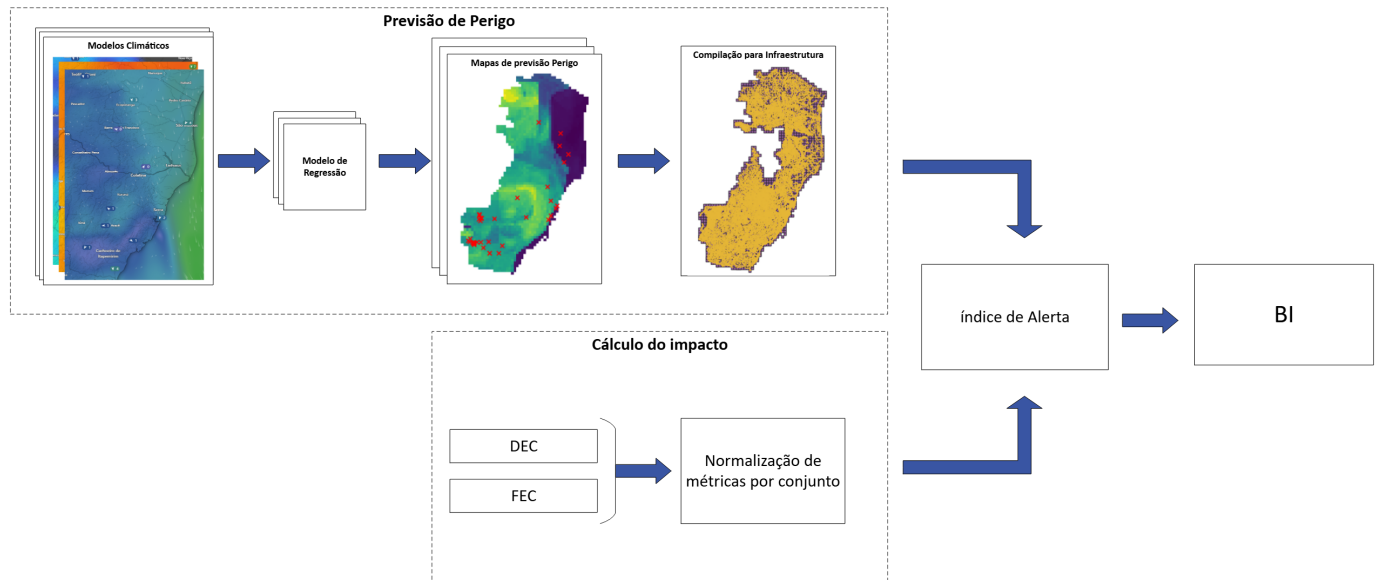 Previsão de Perigo
Modelos Climáticos
Modelo de
Regressão
Mapas de previsão Perigo
Compilação para Infraestrutura
índice de Alerta
BI
Cálculo do impacto
DEC
FEC
Normalização de
métricas por conjunto